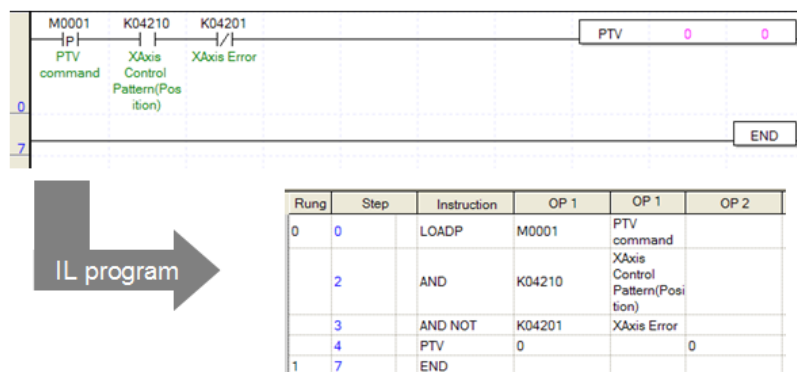 M0001 K04210 K04201
P
PTV 0 0
PTV command
XAxis Control Pattern(Pos ition)
XAxis Error
0
END
7
IL program
Rung Step Instruction OP 1 OP 1 OP 2
0 0 LOADP M0001 PTV command
2 AND K04210 XAxis Control Pattern(Posi tion)
3 AND NOT K04201 XAxis Error
4 PTV 0 0
1 7 END